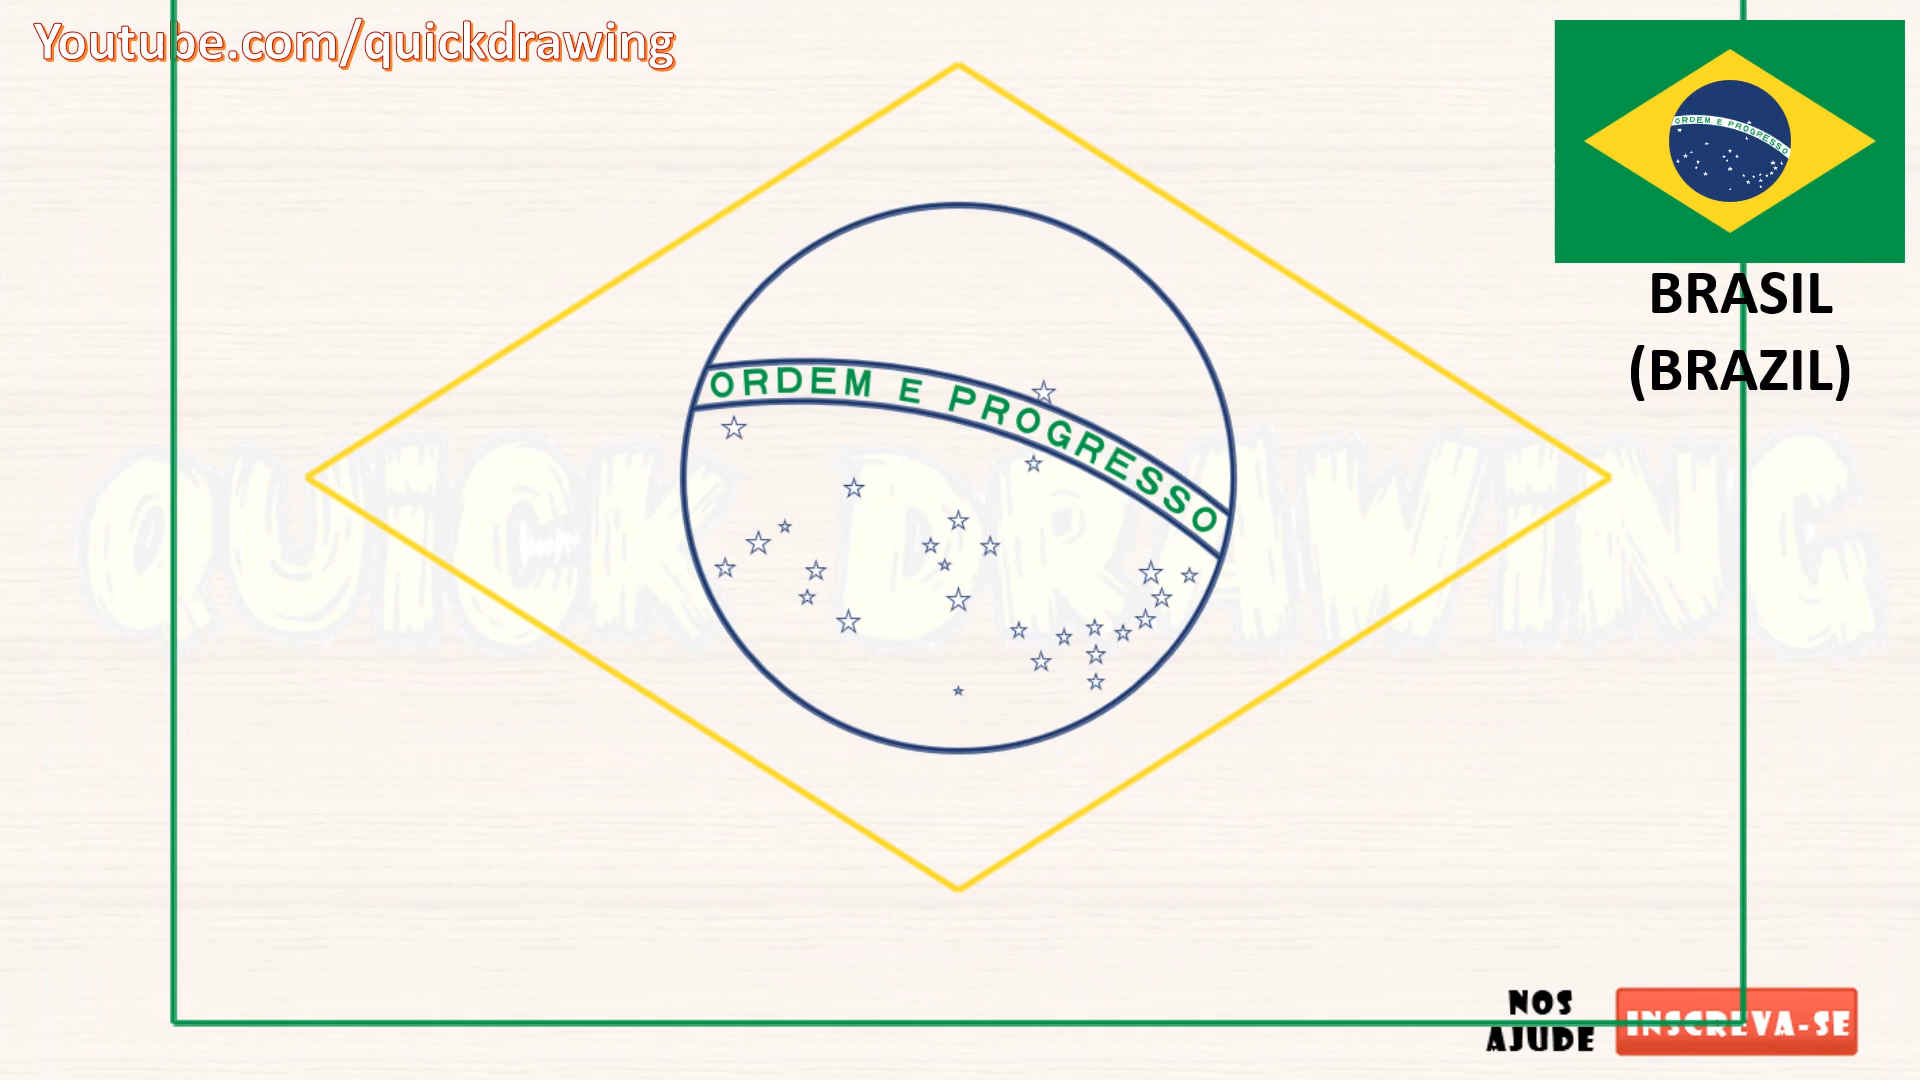 Youtube.com/quickdrawing
ORDEM E PROGRESSO
BRASIL
(BRAZIL)
ORDEM E PROGRESSO
QUICK DRAWING
NOS
AJUDE
INSCREVA-SE